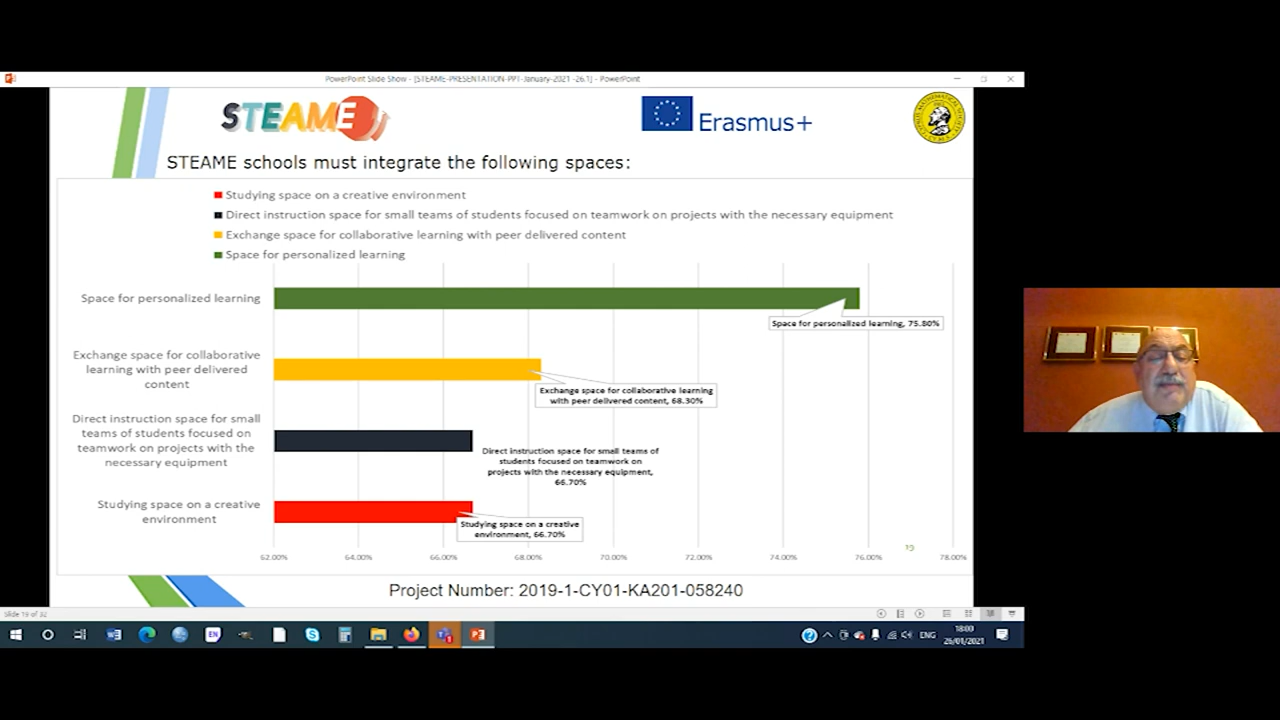 PowerPoint Slide Show - [STEAME-PRESENTATION-PPT-January-2021 -26.1] - PowerPoint
STEAME
Erasmus+
STEAME schools must integrate the following spaces:
Studying space on a creative environment
Direct instruction space for small teams of students focused on teamwork on projects with the necessary equipment
Exchange space for collaborative learning with peer delivered content
Space for personalized learning
Space for personalized learning
Space for personalized learning, 75.80%
Exchange space for collaborative
learning with peer delivered
content
Exchange space for collaborative learning
with peer delivered content, 68.30%
Direct instruction space for small
teams of students focused on
teamwork on projects with the
necessary equipment
Direct instruction space for small teams of
students focused on teamwork on
projects with the necessary equipment,
66.70%
Studying space on a creative
environment
Studying space on a creative
environment, 66.70%
19
62.00% 64.00% 66.00% 68.00% 70.00% 72.00% 74.00% 76.00% 78.00%
Project Number: 2019-1-CY01-KA201-058240
Slide 19 of 32
EN
ENG
18:00
26/01/2021